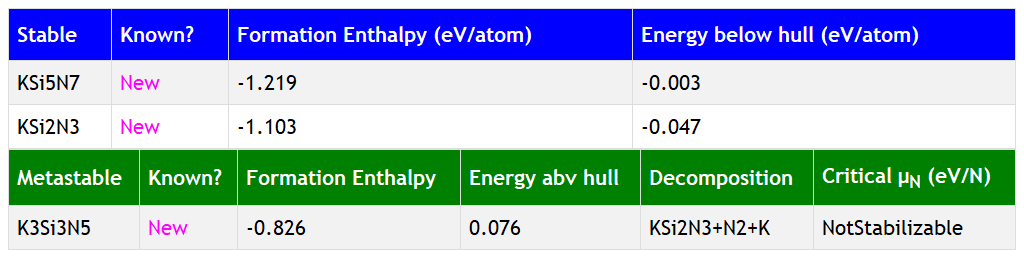 Stable Known? Formation Enthalpy (eV/atom) Energy below hull (eV/atom)
KSi5N7 New -1.219 -0.003
KSi2N3 New -1.103 -0.047
Metastable Known? Formation Enthalpy Energy abv hull Decomposition Critical μN (eV/N)
K3Si3N5 New -0.826 0.076 KSi2N3+N2+K NotStabilizable